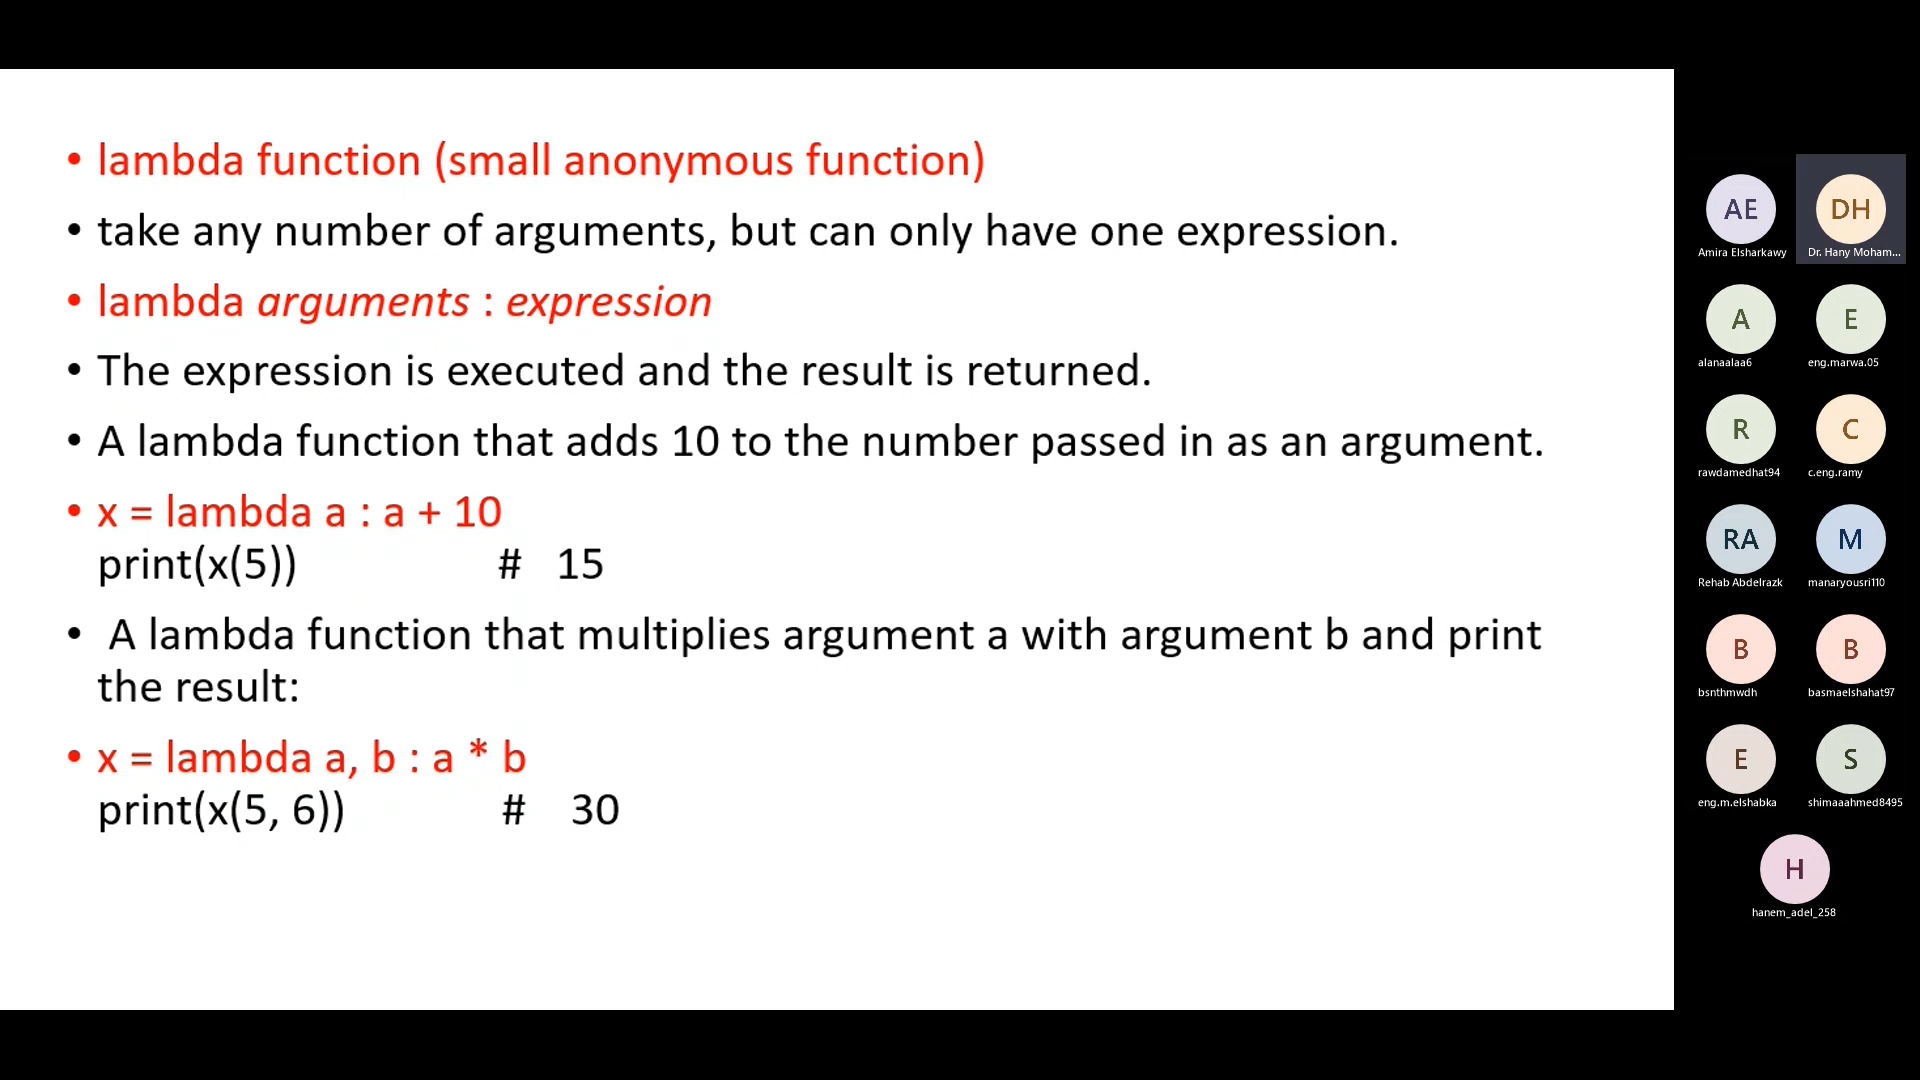 • lambda function (small anonymous function)
• take any number of arguments, but can only have one expression.
• lambda arguments : expression
• The expression is executed and the result is returned.
• A lambda function that adds 10 to the number passed in as an argument.
• x = lambda a : a + 10
print(x(5)) # 15
• A lambda function that multiplies argument a with argument b and print
the result:
• x = lambda a, b : a * b
print(x(5, 6)) # 30
AE
Amira Elsharkawy
DH
Dr. Hany Moham...
A
alanaalaa6
E
eng.marwa.05
R
rawdamedhat94
C
c.eng.ramy
RA
Rehab Abdelrazk
M
manaryousri110
B
bsnthmwdh
B
basmaelshahat97
E
eng.m.elshabka
S
shimaaahmed8495
H
hanem_adel_258